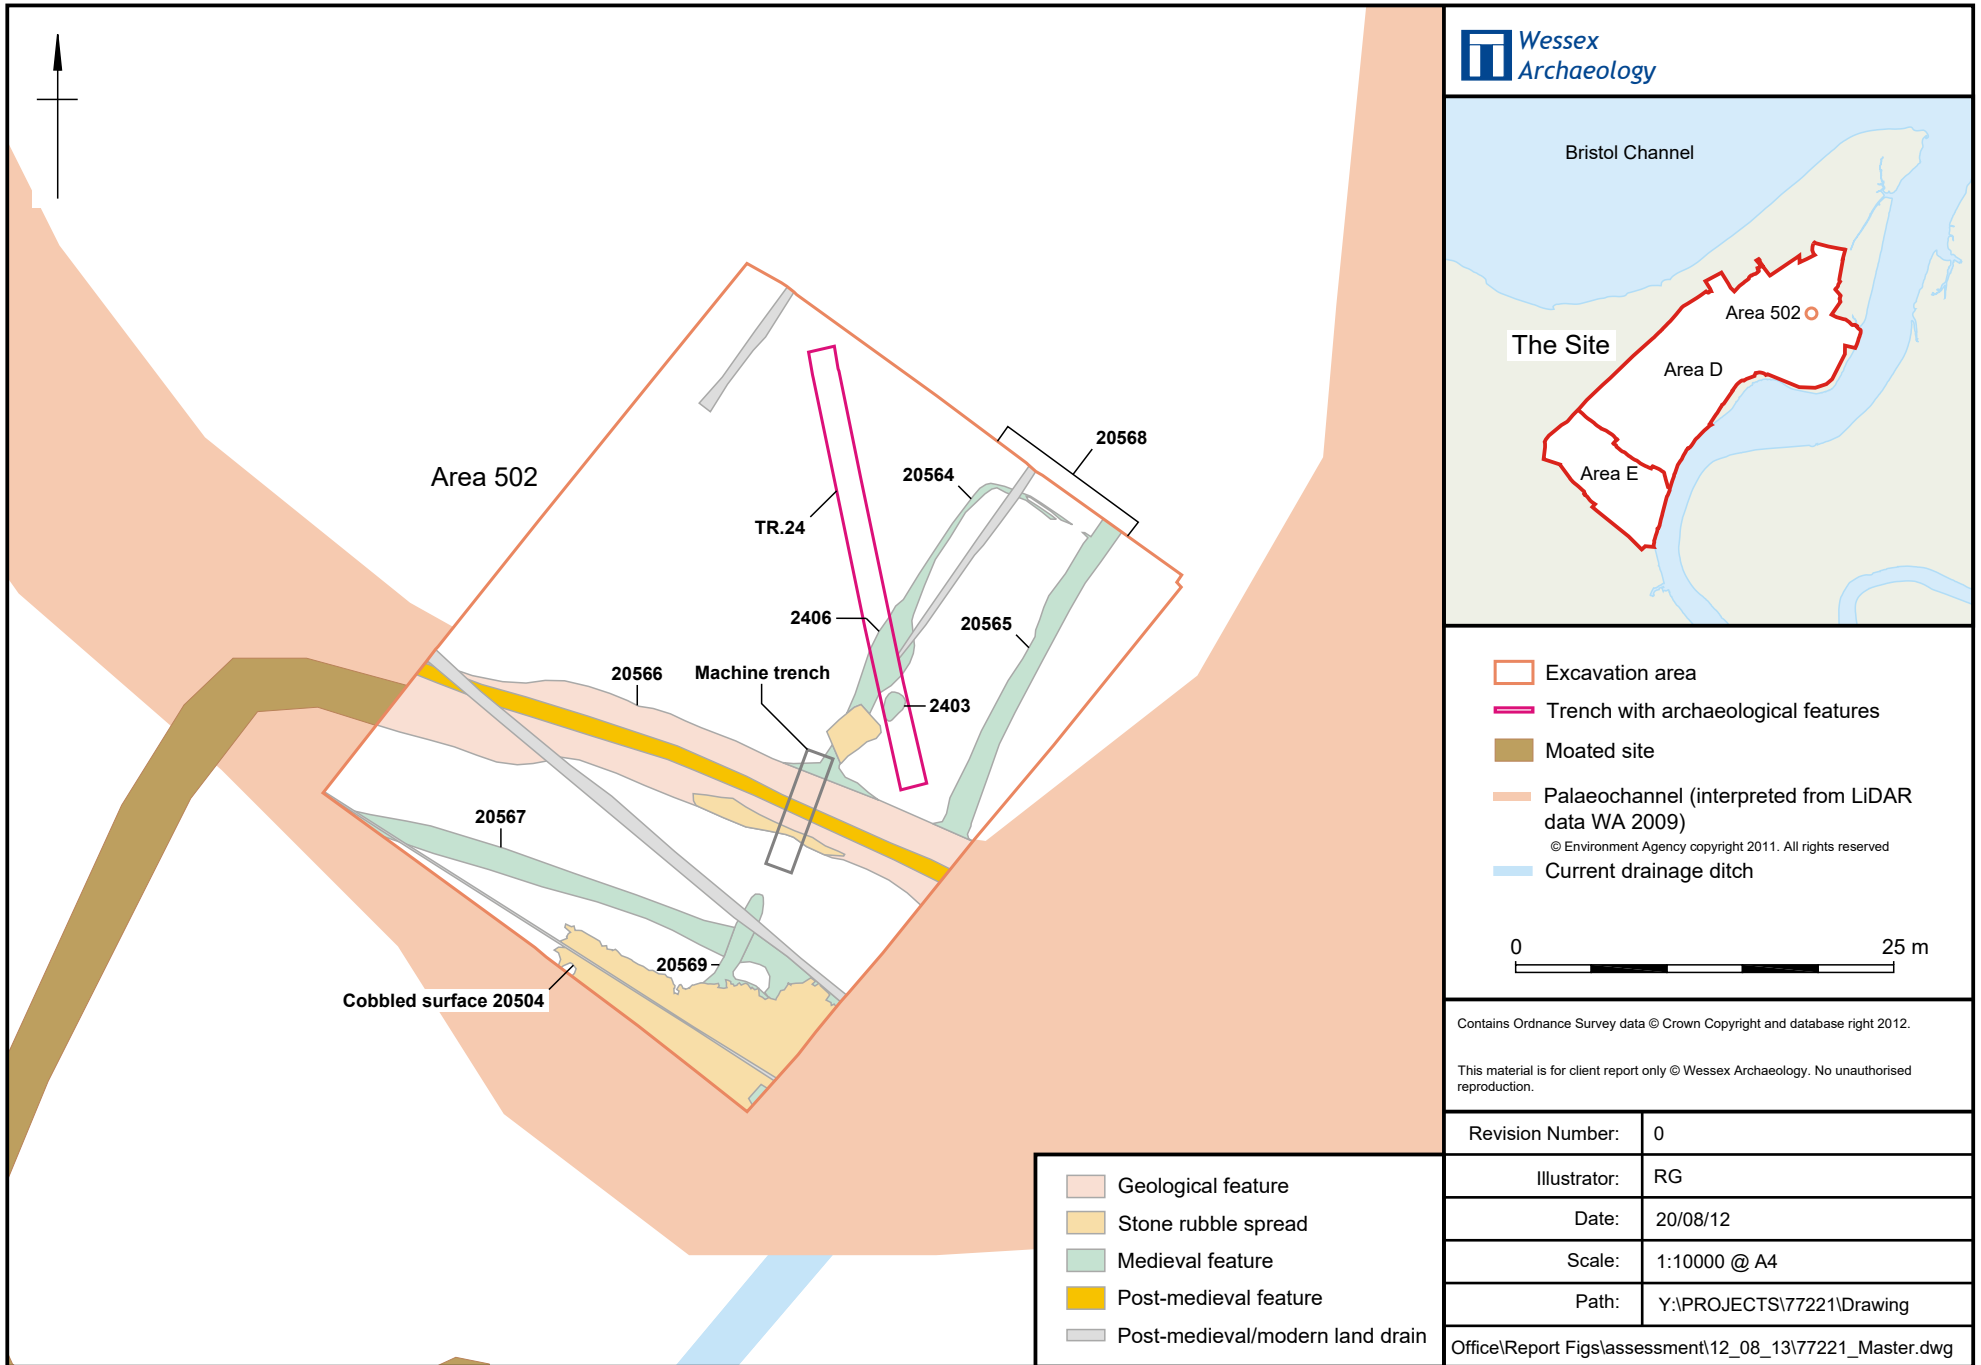 Area 502
20568
20564
TR.24
2406
20565
20566
Machine trench
2403
20567
20569
Cobbled surface 20504
Geological feature
Stone rubble spread
Medieval feature
Post-medieval feature
Post-medieval/modern land drain
Wessex
Archaeology
Bristol Channel
Area 502
The Site
Area D
Area E
Excavation area
Trench with archaeological features
Moated site
Palaeochannel (interpreted from LiDAR
data WA 2009)
© Environment Agency copyright 2011. All rights reserved
Current drainage ditch
0 25 m
Contains Ordnance Survey data © Crown Copyright and database right 2012.
This material is for client report only © Wessex Archaeology. No unauthorised
reproduction.
Revision Number: 0
Illustrator: RG
Date: 20/08/12
Scale: 1:10000 @ A4
Path: Y:\PROJECTS\77221\Drawing
Office\Report Figs\assessment\12_08_13\77221_Master.dwg